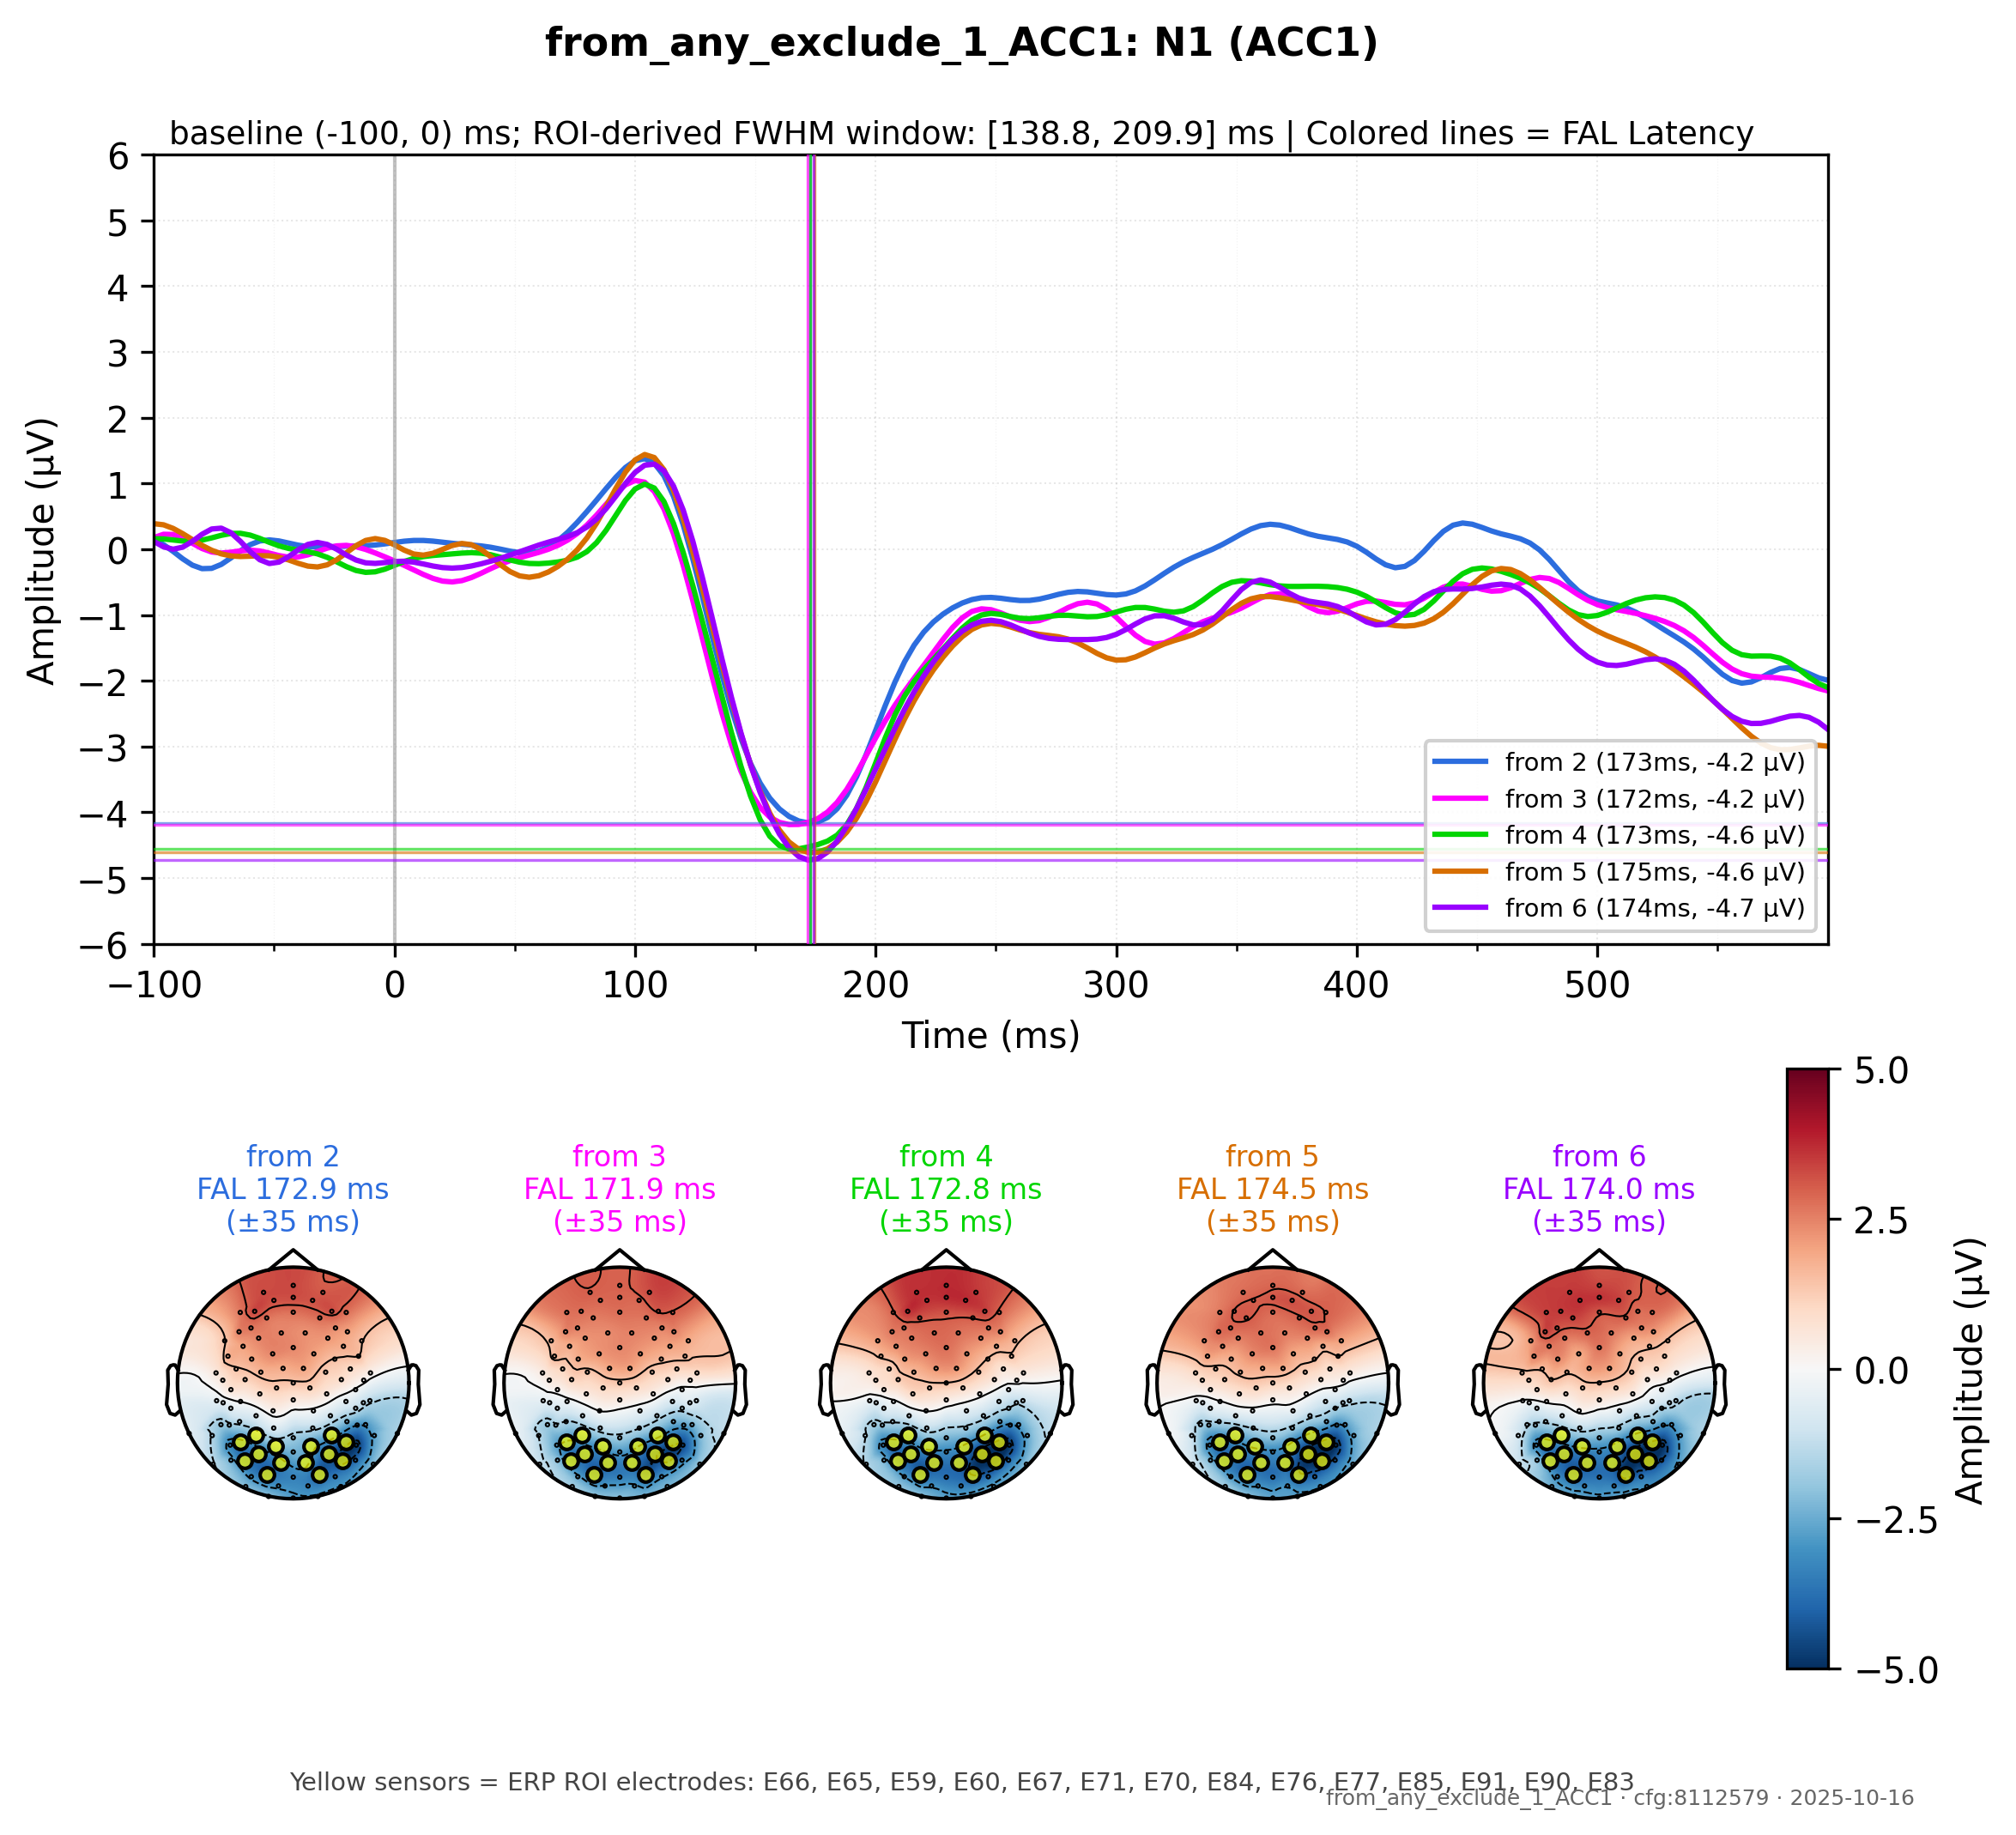 from_any_exclude_1_ACC1: N1 (ACC1)
baseline (-100, 0) ms; ROI-derived FWHM window: [138.8, 209.9] ms | Colored lines = FAL Latency
6
5
4
3
2
1
0
−1
−2
−3
−4
−5
−6
Amplitude (μV)
from 2 (173ms, -4.2 μV)
from 3 (172ms, -4.2 μV)
from 4 (173ms, -4.6 μV)
from 5 (175ms, -4.6 μV)
from 6 (174ms, -4.7 μV)
−100 0 100 200 300 400 500
Time (ms)
from 2
FAL 172.9 ms
(±35 ms)
from 3
FAL 171.9 ms
(±35 ms)
from 4
FAL 172.8 ms
(±35 ms)
from 5
FAL 174.5 ms
(±35 ms)
from 6
FAL 174.0 ms
(±35 ms)
5.0
2.5
0.0
−2.5
−5.0
Amplitude (μV)
Yellow sensors = ERP ROI electrodes: E66, E65, E59, E60, E67, E71, E70, E84, E76, E77, E85, E91, E90, E83
from_any_exclude_1_ACC1 · cfg:8112579 · 2025-10-16